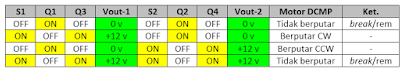 S1 Q1 Q3 Vout-1 S2 Q2 Q4 Vout-2 Motor DCMP Ket.
OFF OFF ON 0 v OFF ON OFF 0 v Tidak berputar break/rem
ON ON OFF +12 v OFF ON OFF 0 v Berputar CW -
OFF OFF ON 0 v ON OFF ON +12 v Berputar CCW -
ON ON OFF +12 v ON OFF ON +12 v Tidak berputar break/rem